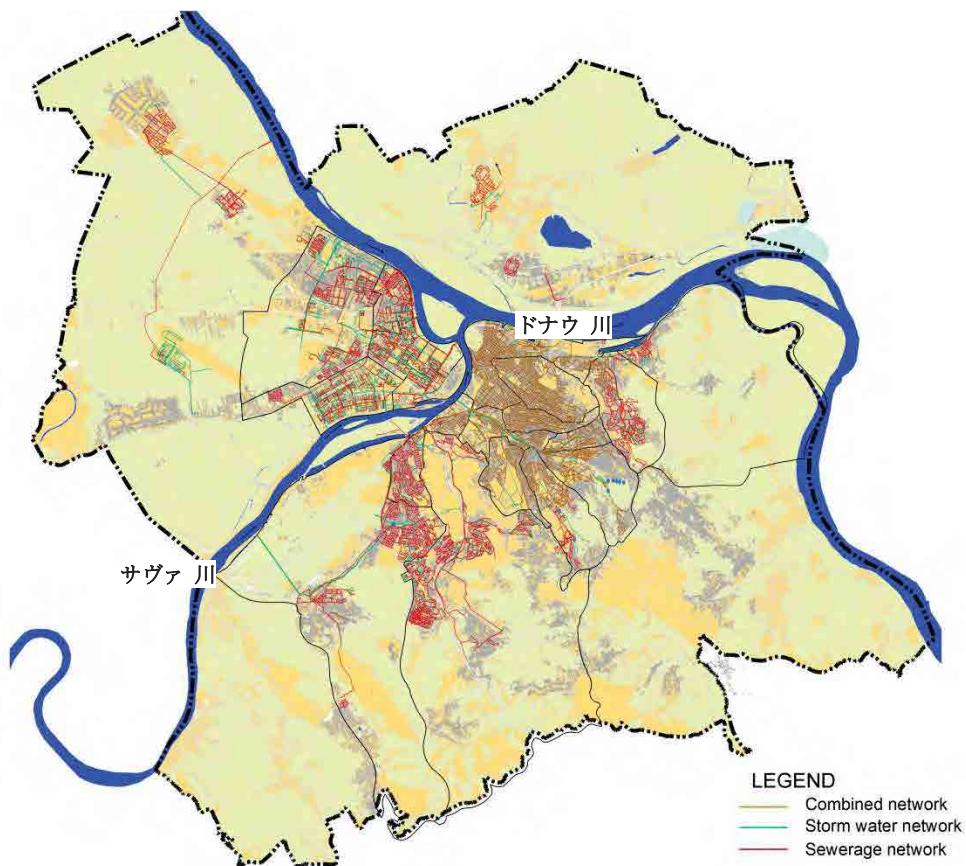 ドナウ 川
サヴァ 川
LEGEND
Combined network
Storm water network
Sewerage network